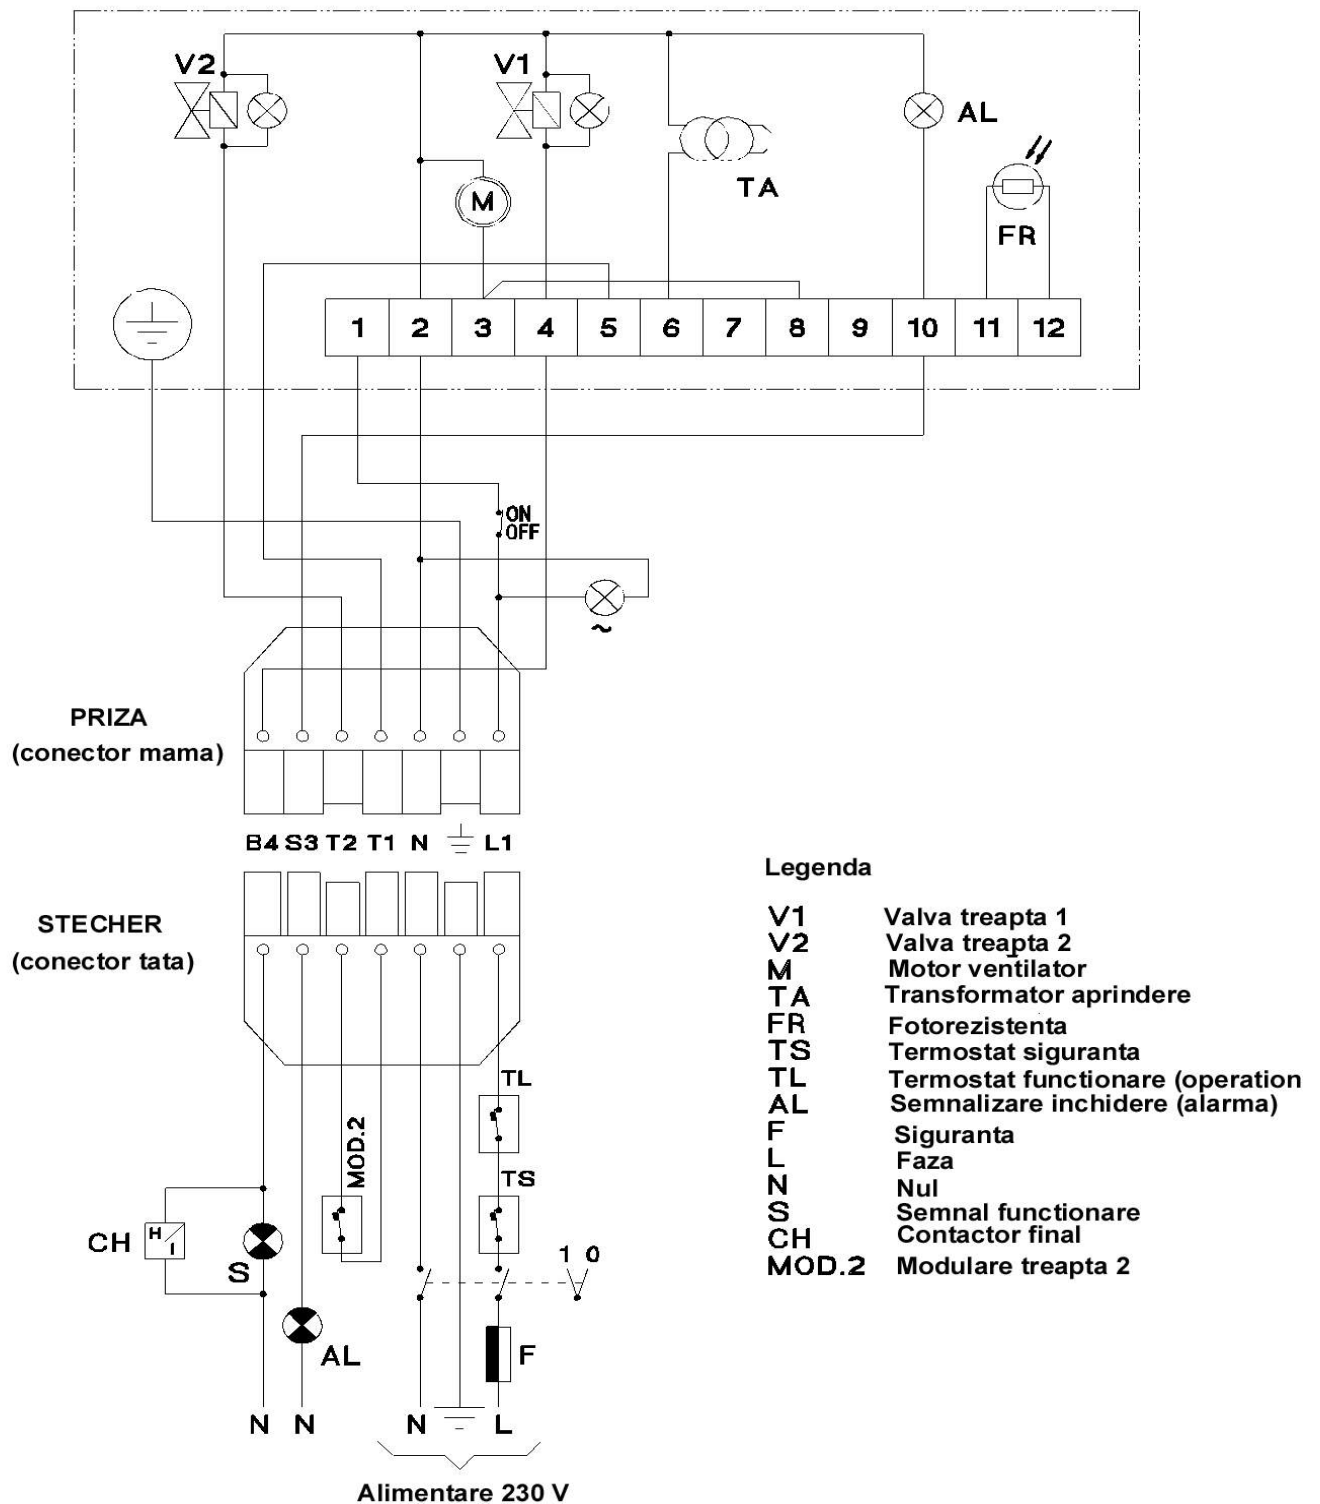 V2
V1
AL
TA
M
FR
1 2 3 4 5 6 7 8 9 10 11 12
ON
OFF
~
PRIZA
(conector mama)
B4 S3 T2 T1 N L1
STECHER
(conector tata)
TL
MOD.2
TS
CH
H
I
S
1 0
AL
F
N N N L
Alimentare 230 V
Legenda
V1 Valva treapta 1
V2 Valva treapta 2
M Motor ventilator
TA Transformator aprindere
FR Fotorezistenta
TS Termostat siguranta
TL Termostat functionare (operation
AL Semnalizare inchidere (alarma)
F Siguranta
L Faza
N Nul
S Semnal functionare
CH Contactor final
MOD.2 Modulare treapta 2